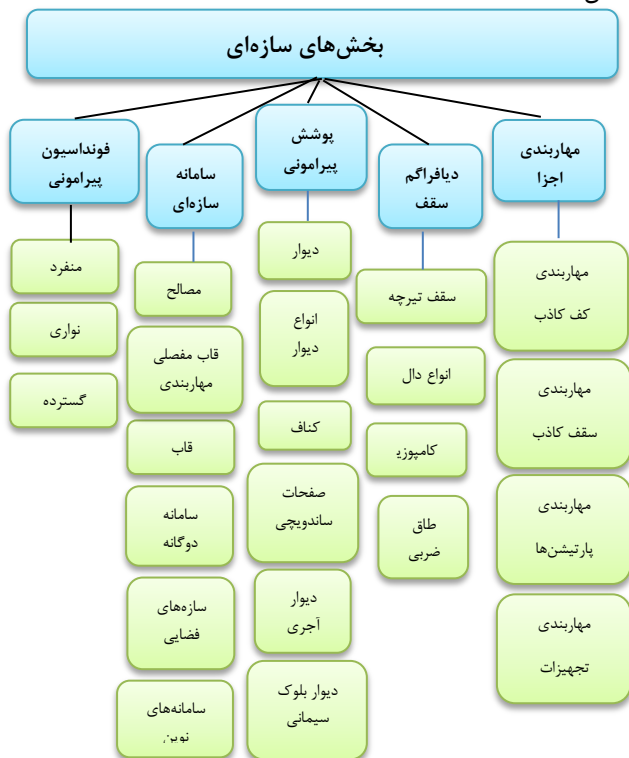 بخش‌های سازه‌ای
مهاربندی
اجزا
مهاربندی
کف کاذب
مهاربندی
سقف کاذب
مهاربندی
پارتیشن‌ها
مهاربندی
تجهیزات
دیافراگم
سقف
سقف تیرچه
انواع دال
کامپوزی
طاق
ضربی
پوشش
پیرامونی
دیوار
انواع
دیوار
کناف
صفحات
ساندویچی
دیوار
آجری
دیوار بلوک
سیمانی
سامانه
سازه‌ای
مصالح
قاب مفصلی
مهاربندی
قاب
سامانه
دوگانه
سازه‌های
فضایی
سامانه‌های
نوین
فونداسیون
پیرامونی
منفرد
نواری
گسترده